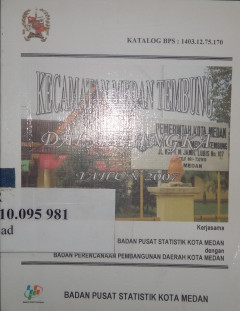 KATALOG BPS : 1403.12.75.170
KECAMATAN MEDAN TEMBUNG
DALAM ANGKA
TAHUN
PEMERINTAH KOTA MEDAN
TEMBUNG
MEDAN
10.095 981
ad
Kerjasama
BADAN PUSAT STATISTIK KOTA MEDAN
dengan
BADAN PERENCANAAN PEMBANGUNAN DAERAH KOTA MEDAN
BADAN PUSAT STATISTIK KOTA MEDAN